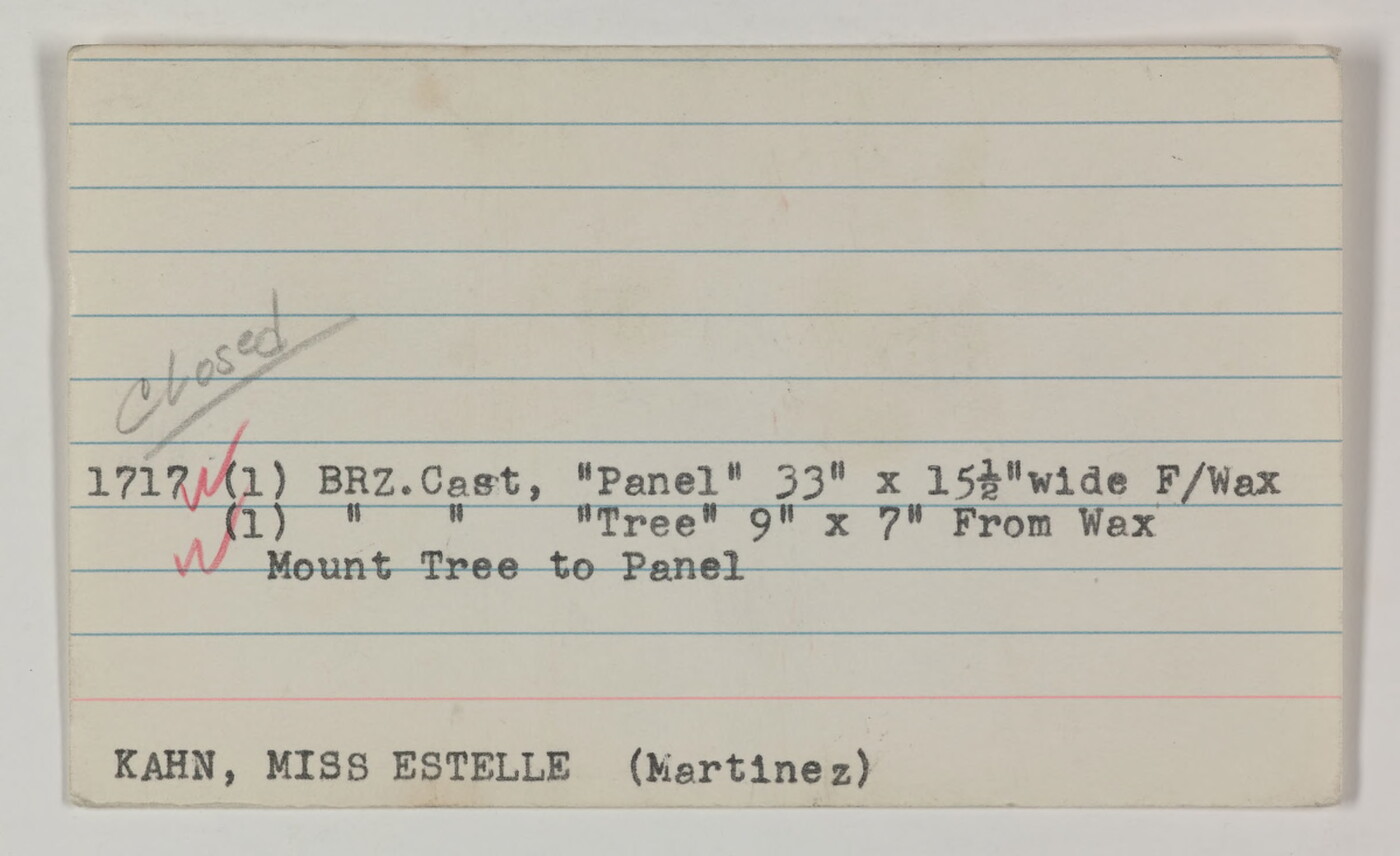 Closed
1717 (1) BRZ.Cast, "Panel" 33" x 15½"wide F/Wax
(1) " " "Tree" 9" x 7" From Wax
Mount Tree to Panel
KAHN, MISS ESTELLE (Martinez)